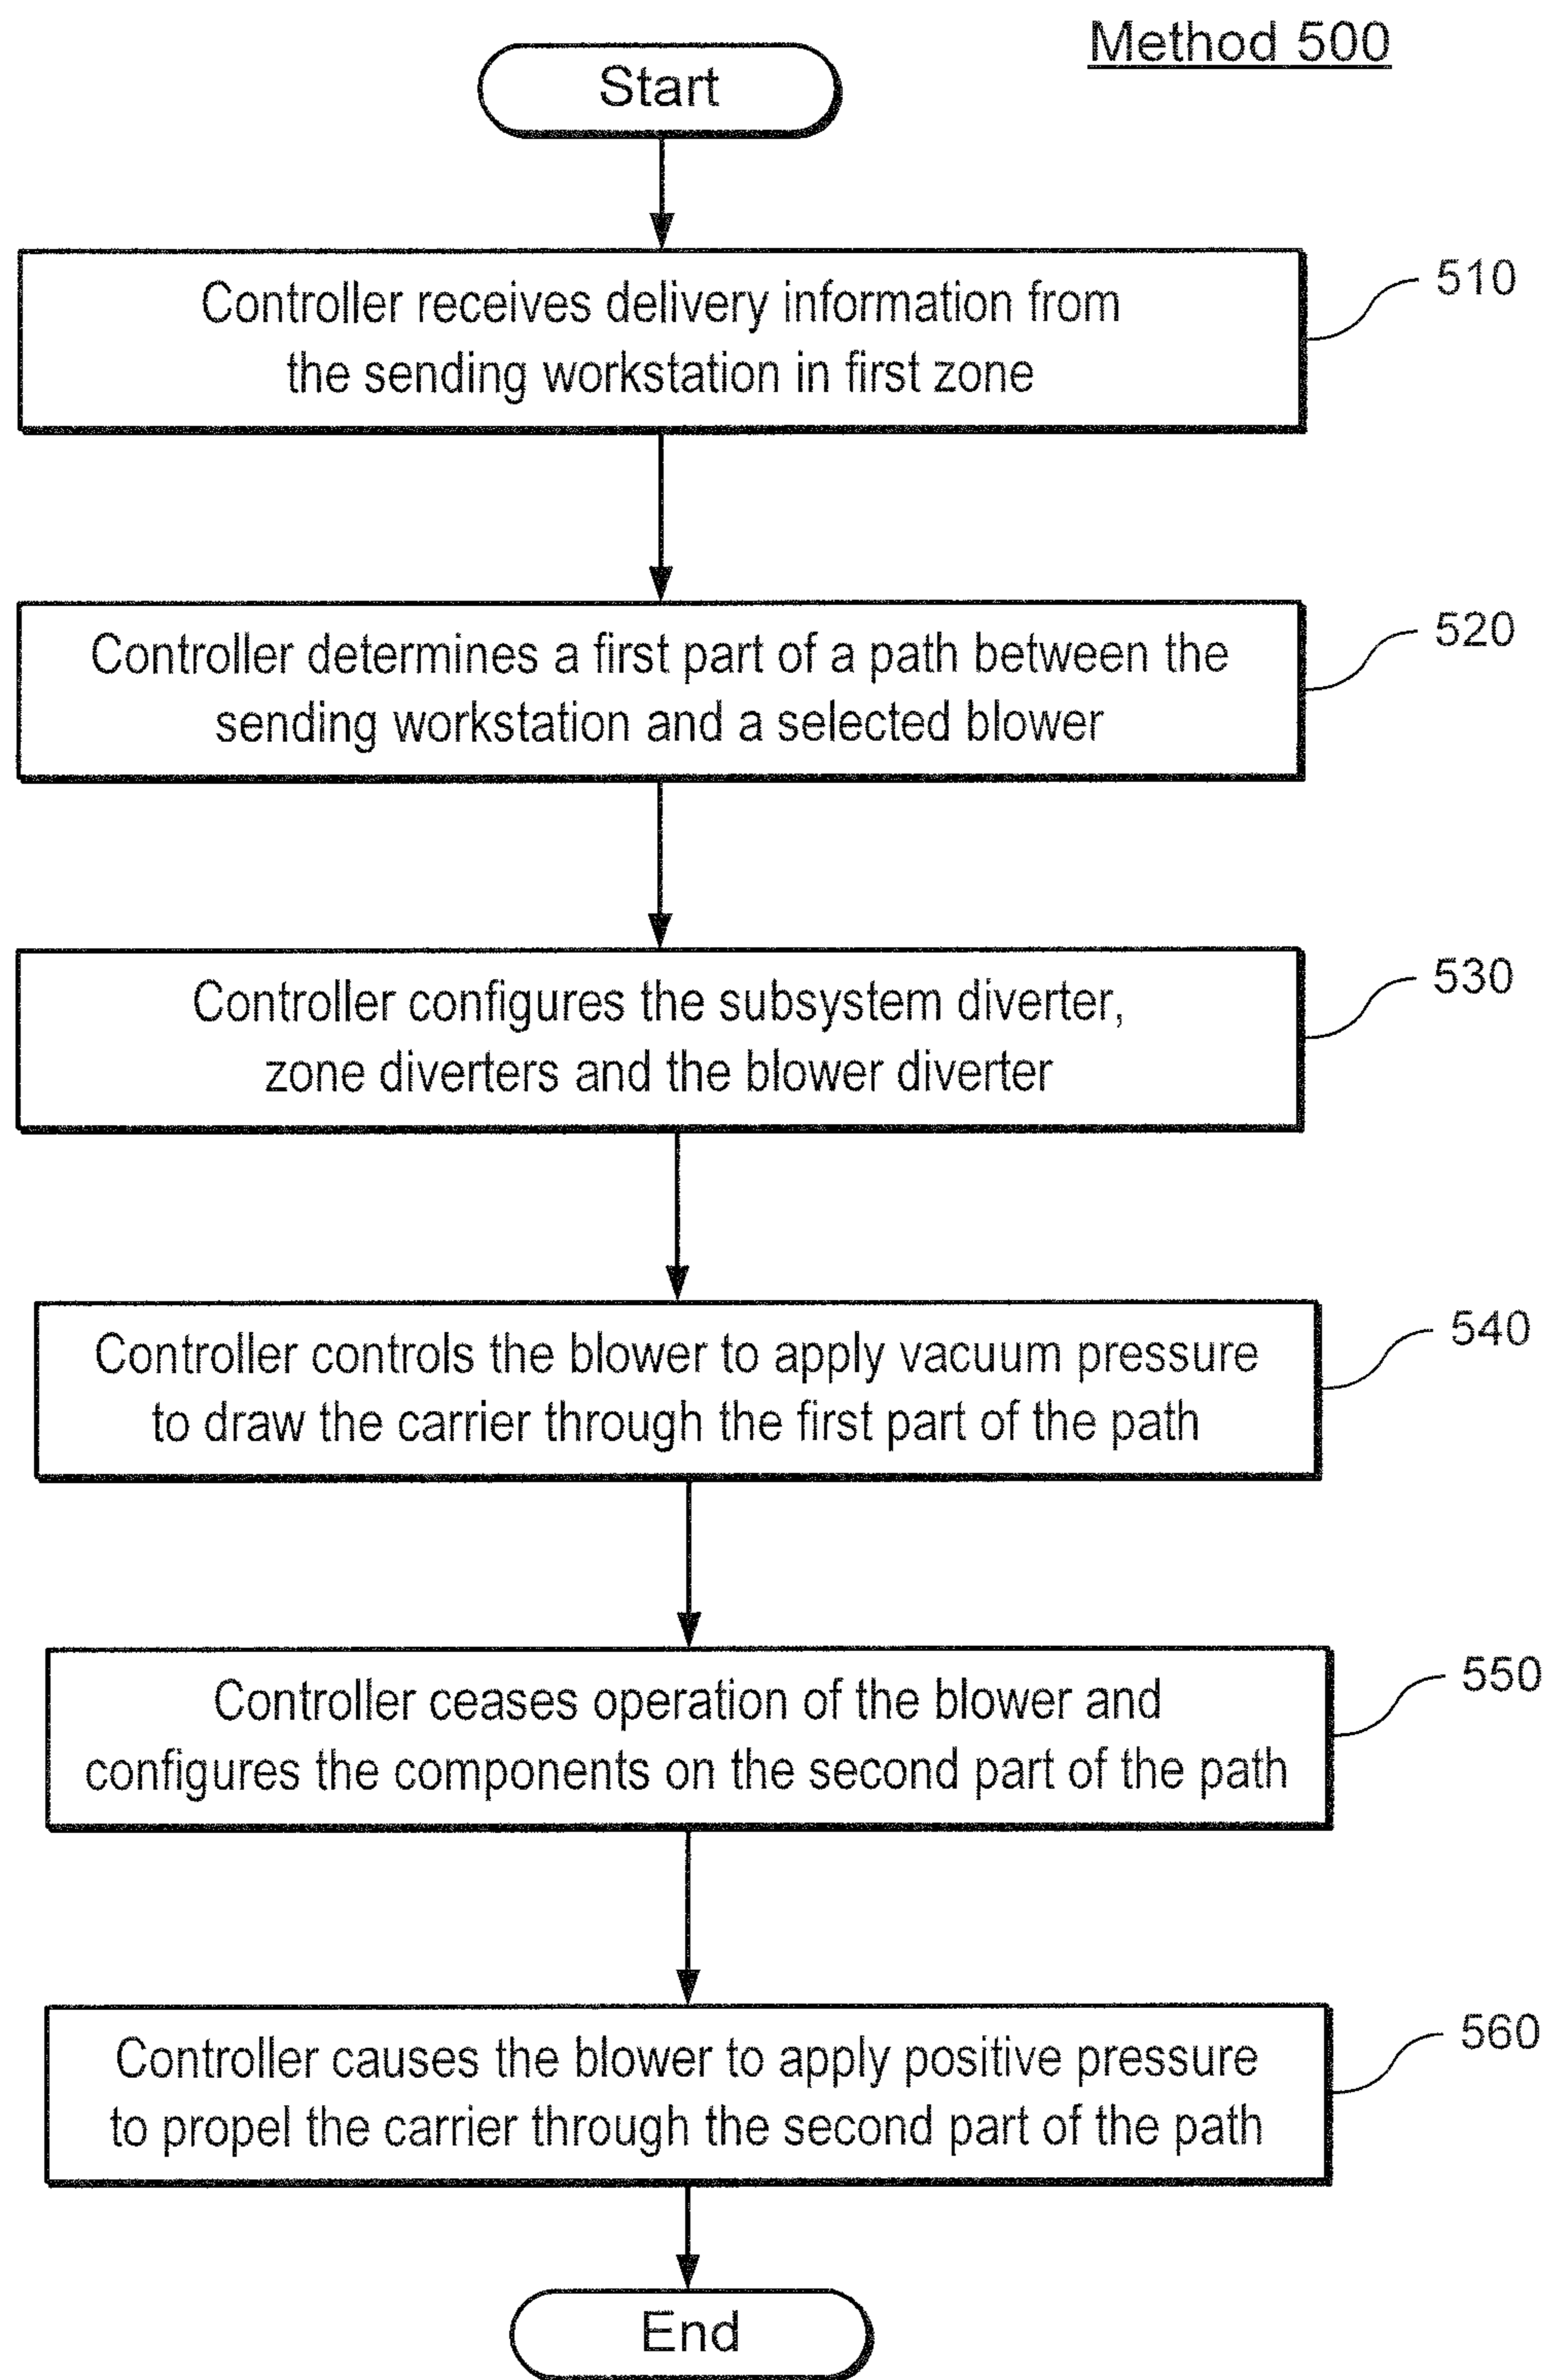 Method 500
Start
Controller receives delivery information from
the sending workstation in first zone
510
Controller determines a first part of a path between the
sending workstation and a selected blower
520
Controller configures the subsystem diverter,
zone diverters and the blower diverter
530
Controller controls the blower to apply vacuum pressure
to draw the carrier through the first part of the path
540
Controller ceases operation of the blower and
configures the components on the second part of the path
550
Controller causes the blower to apply positive pressure
to propel the carrier through the second part of the path
560
End